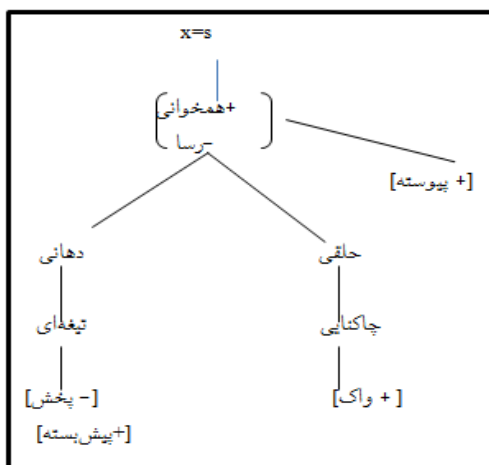 x=s
+همخوانی
-رسا
[+ پیوسته]
حلقی
دهانی
چاکنایی
تیغه‌ای
[ + واک]
[– پخش]
[+پیش‌بسته]